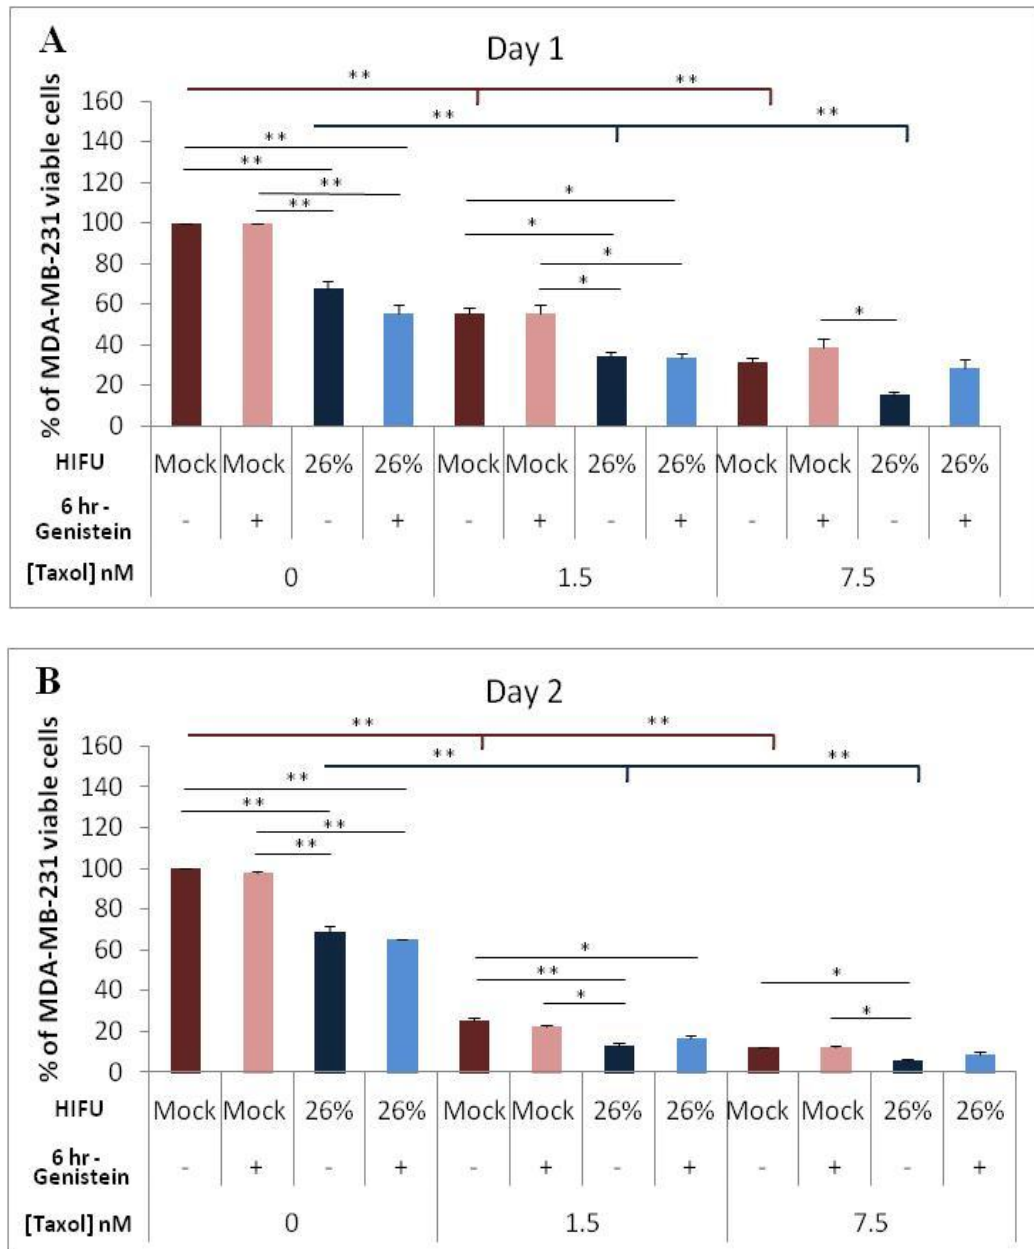 A
Day 1
** **
160
** **
140 **
**
120 ** *
** *
100 *
*
80
60 *
40
20
0
% of MDA-MB-231 viable cells
HIFU Mock Mock 26% 26% Mock Mock 26% 26% Mock Mock 26% 26%
6 hr -
Genistein - + - + - + - + - + - +
[Taxol] nM 0 1.5 7.5
B
Day 2
** **
160 ** **
140 **
**
120 **
**
100
80
60 *
** *
40 *
*
20
0
% of MDA-MB-231 viable cells
HIFU Mock Mock 26% 26% Mock Mock 26% 26% Mock Mock 26% 26%
6 hr -
Genistein - + - + - + - + - + - +
[Taxol] nM 0 1.5 7.5